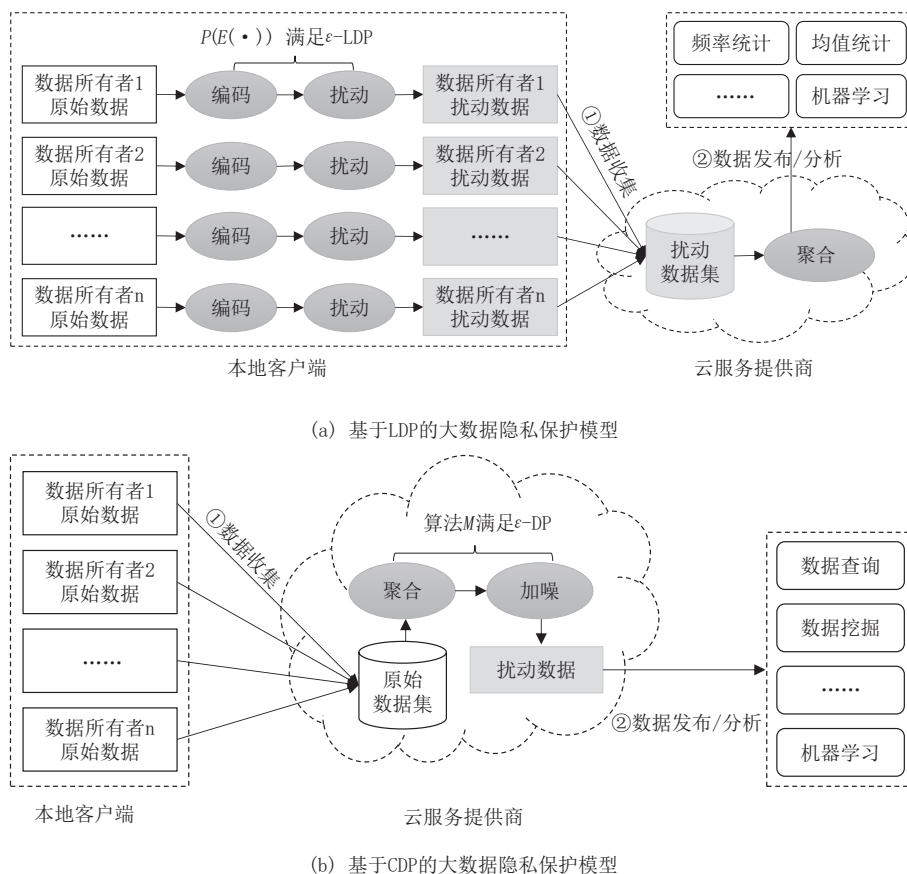 P(E(·)) 满足ε-LDP
数据所有者1
原始数据
编码
扰动
数据所有者1
扰动数据
数据所有者2
原始数据
编码
扰动
数据所有者2
扰动数据
……
编码
扰动
……
数据所有者n
原始数据
编码
扰动
数据所有者n
扰动数据
本地客户端
①数据收集
频率统计
均值统计
……
机器学习
②数据发布/分析
扰动
数据集
聚合
云服务提供商
(a) 基于LDP的大数据隐私保护模型
数据所有者1
原始数据
数据所有者2
原始数据
……
数据所有者n
原始数据
本地客户端
①数据收集
算法M满足ε-DP
聚合
加噪
原始
数据集
扰动数据
云服务提供商
②数据发布/分析
数据查询
数据挖掘
……
机器学习
(b) 基于CDP的大数据隐私保护模型